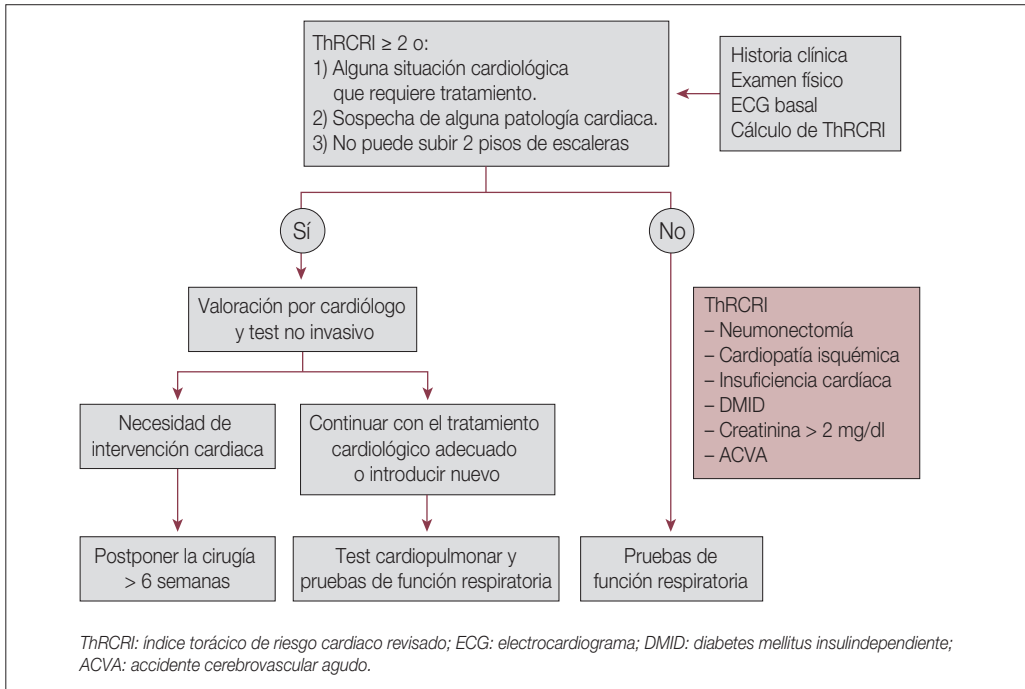 ThRCRI ≥ 2 o:
1) Alguna situación cardiológica
que requiere tratamiento.
2) Sospecha de alguna patología cardiaca.
3) No puede subir 2 pisos de escaleras
Historia clínica
Examen físico
ECG basal
Cálculo de ThRCRI
Sí
No
Valoración por cardiólogo
y test no invasivo
ThRCRI
– Neumonectomía
– Cardiopatía isquémica
– Insuficiencia cardíaca
– DMID
– Creatinina > 2 mg/dl
– ACVA
Necesidad de
intervención cardiaca
Continuar con el tratamiento
cardiológico adecuado
o introducir nuevo
Postponer la cirugía
> 6 semanas
Test cardiopulmonar y
pruebas de función respiratoria
Pruebas de
función respiratoria
ThRCRI: índice torácico de riesgo cardiaco revisado; ECG: electrocardiograma; DMID: diabetes mellitus insulindependiente;
ACVA: accidente cerebrovascular agudo.